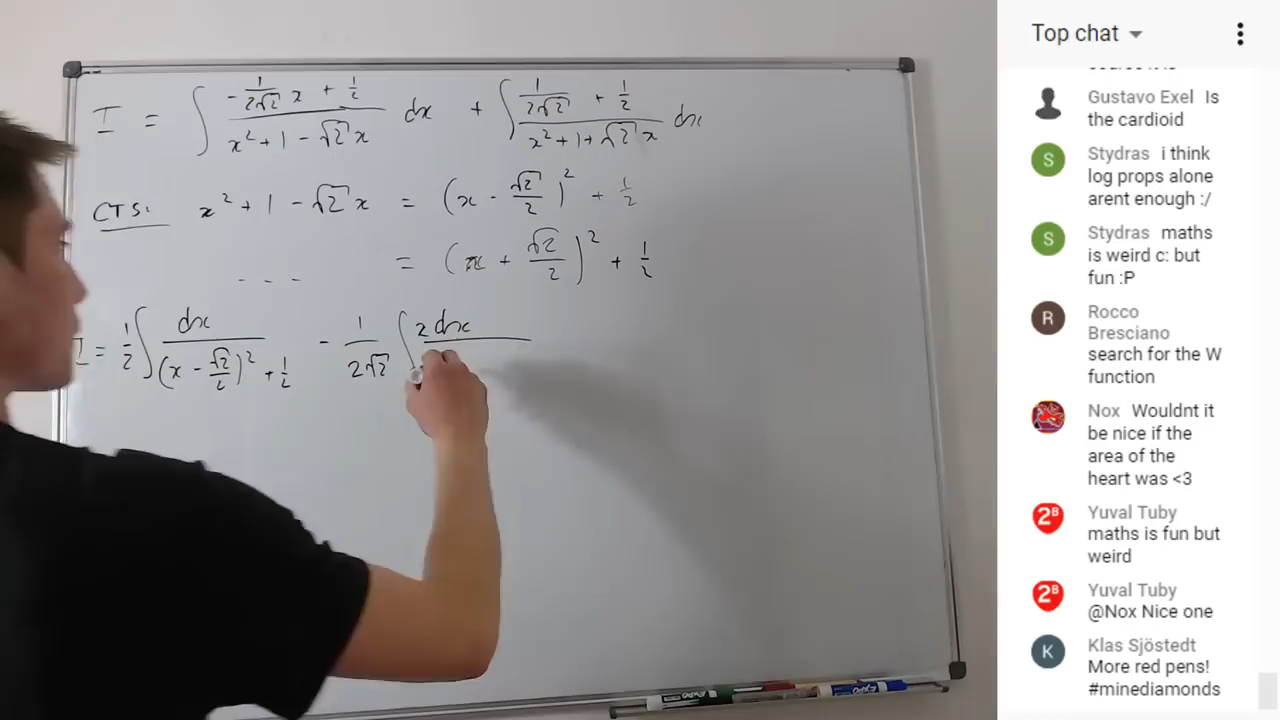 I = ∫ (-1/(2√2) x + 1/2)/(x² + 1 - √2 x) dx + ∫ (1/(2√2) + 1/2)/(x² + 1 + √2 x) dx
CTS: x² + 1 - √2 x = (x - √2/2)² + 1/2
... = (x + √2/2)² + 1/2
I = 1/2 ∫ dx/((x - √2/2)² + 1/2) - 1/(2√2) ∫ x dx
Top chat
Gustavo Exel Is
the cardioid
Stydras i think
log props alone
arent enough :/
Stydras maths
is weird c: but
fun :P
Rocco
Bresciano
search for the W
function
Nox Wouldnt it
be nice if the
area of the
heart was <3
Yuval Tuby
maths is fun but
weird
Yuval Tuby
@Nox Nice one
Klas Sjöstedt
More red pens!
#minediamonds